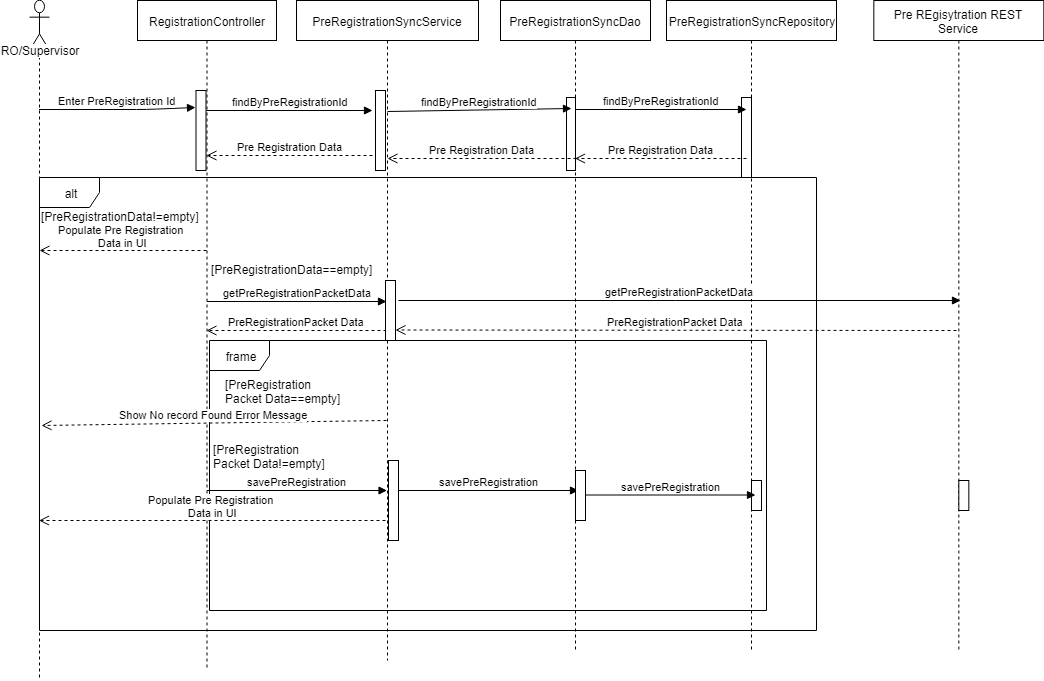 RO/Supervisor
RegistrationController
PreRegistrationSyncService
PreRegistrationSyncDao
PreRegistrationSyncRepository
Pre REgisytration REST
Service
Enter PreRegistration Id
findByPreRegistrationId
findByPreRegistrationId
findByPreRegistrationId
Pre Registration Data
Pre Registration Data
Pre Registration Data
alt
[PreRegistrationData!=empty]
Populate Pre Registration
Data in UI
[PreRegistrationData==empty]
getPreRegistrationPacketData
getPreRegistrationPacketData
PreRegistrationPacket Data
PreRegistrationPacket Data
frame
[PreRegistration
Packet Data==empty]
Show No record Found Error Message
[PreRegistration
Packet Data!=empty]
savePreRegistration
savePreRegistration
savePreRegistration
Populate Pre Registration
Data in UI